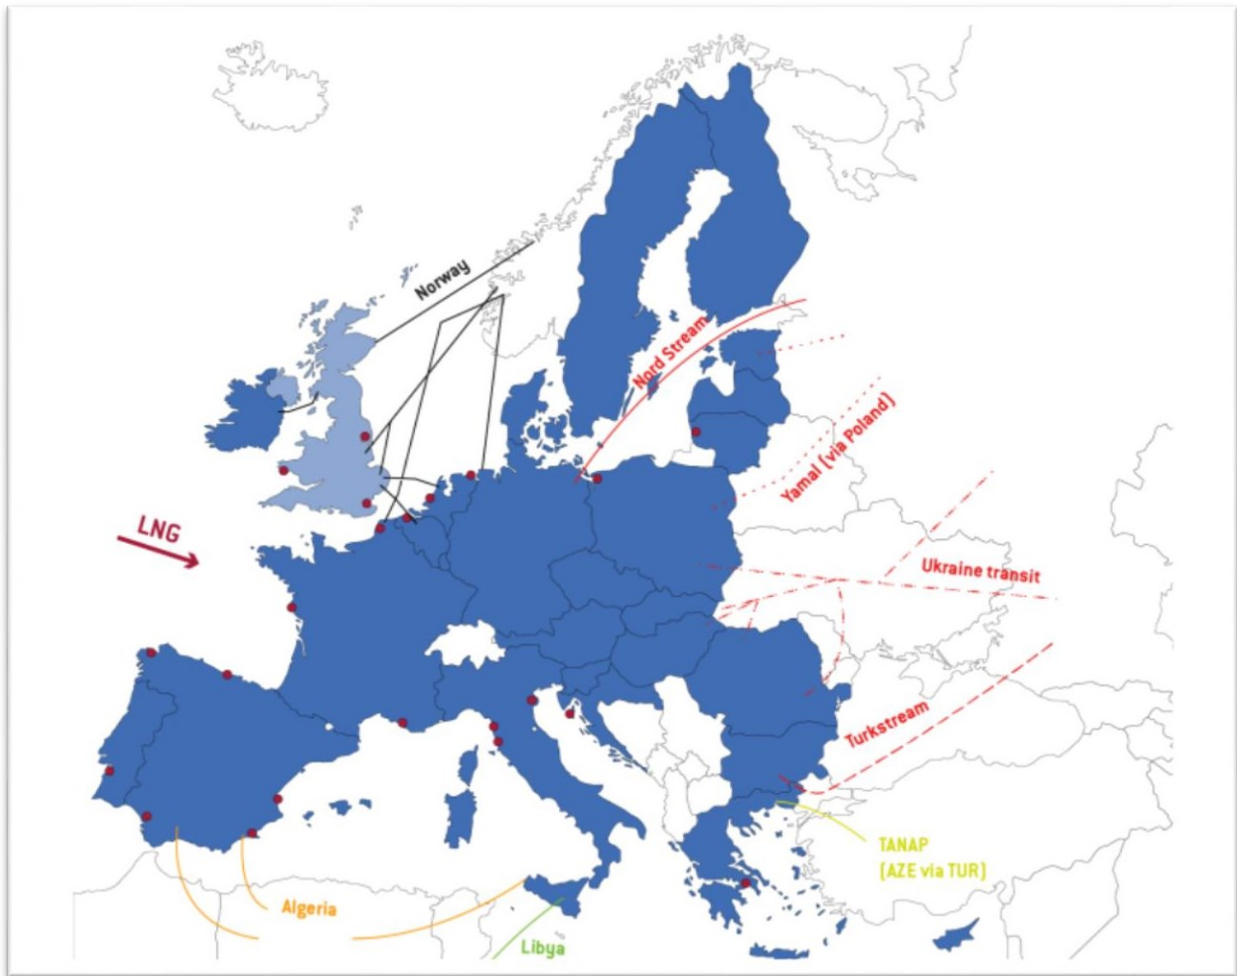 Norway
Nord Stream
Yamal (via Poland)
LNG
Ukraine transit
Turkstream
TANAP
(AZE via TUR)
Algeria
Libya